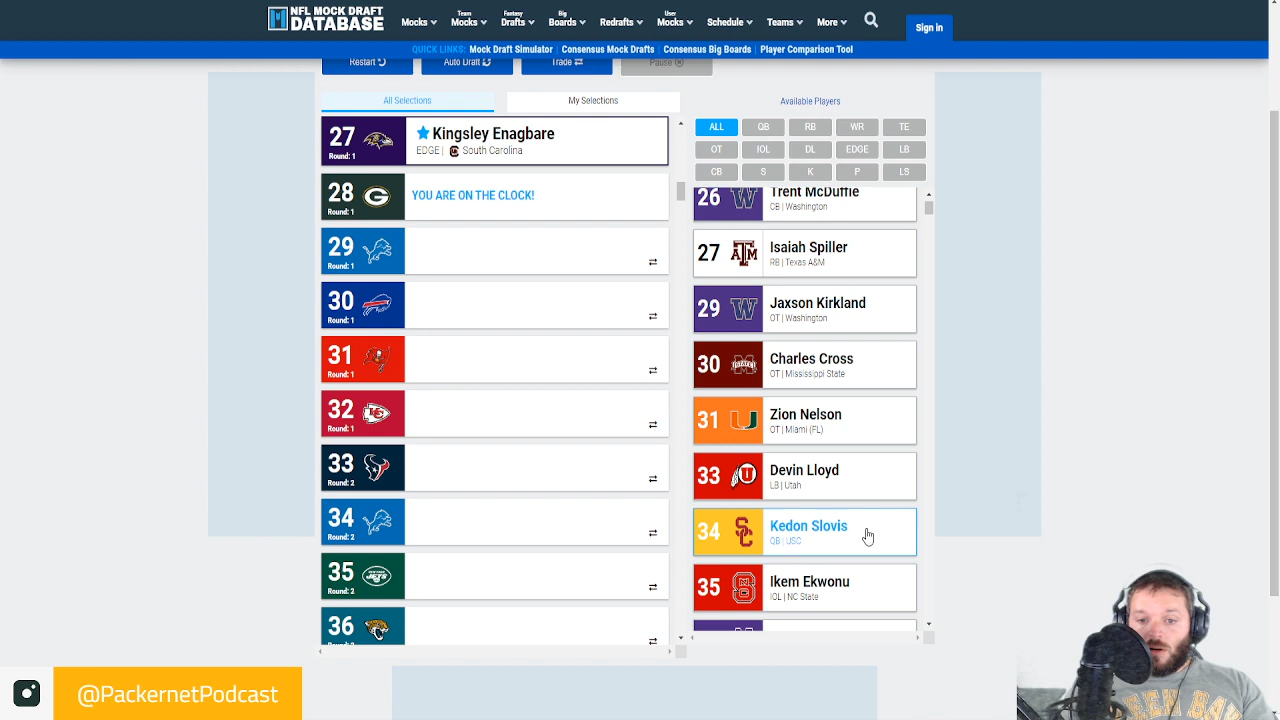 NFL MOCK DRAFT
DATABASE
Mocks
Team
Mocks
Fantasy
Drafts
Big
Boards
Redrafts
User
Mocks
Schedule
Teams
More
Sign in
QUICK LINKS: Mock Draft Simulator Consensus Mock Drafts Consensus Big Boards Player Comparison Tool
Restart
Auto Draft
Trade
Pause
All Selections
My Selections
Available Players
ALL QB RB WR TE
OT IOL DL EDGE LB
CB S K P LS
27 Kingsley Enagbare
Round: 1 EDGE | South Carolina
28 YOU ARE ON THE CLOCK!
Round: 1
29
Round: 1
30
Round: 1
31
Round: 1
32
Round: 1
33
Round: 2
34
Round: 2
35
Round: 2
36
26 Trent McDuffie
CB | Washington
27 Isaiah Spiller
RB | Texas A&M
29 Jaxson Kirkland
OT | Washington
30 Charles Cross
OT | Mississippi State
31 Zion Nelson
OT | Miami (FL)
33 Devin Lloyd
LB | Utah
34 Kedon Slovis
QB | USC
35 Ikem Ekwonu
IOL | NC State
@PackernetPodcast